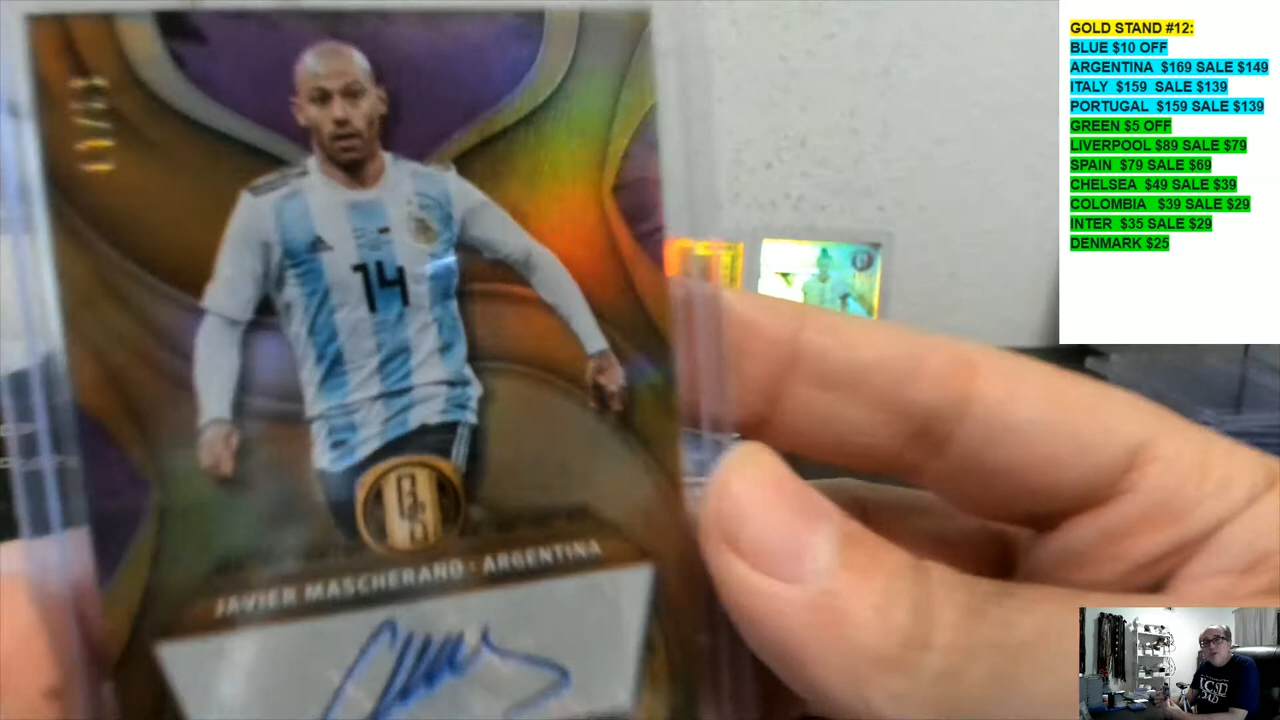 GOLD STAND #12:
BLUE $10 OFF
ARGENTINA $169 SALE $149
ITALY $159 SALE $139
PORTUGAL $159 SALE $139
GREEN $5 OFF
LIVERPOOL $89 SALE $79
SPAIN $79 SALE $69
CHELSEA $49 SALE $39
COLOMBIA $39 SALE $29
INTER $35 SALE $29
DENMARK $25
14
JAVIER MASCHERANO · ARGENTINA